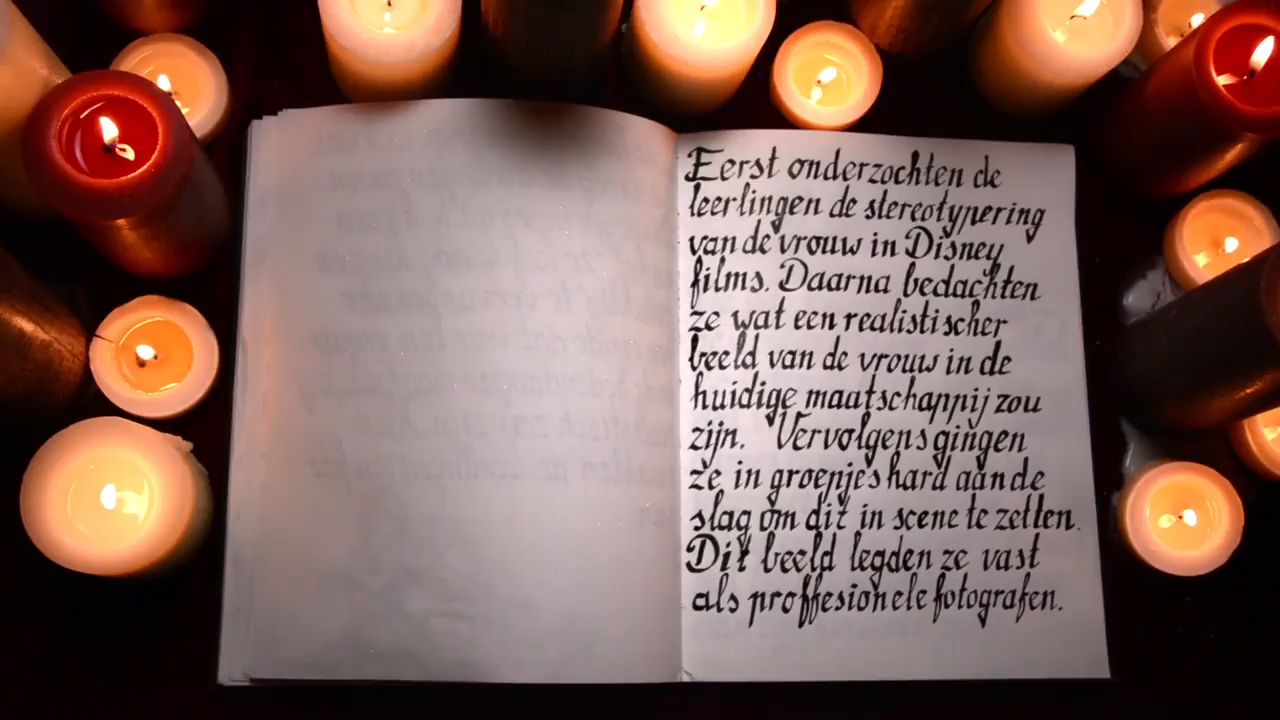 Eerst onderzochten de
leerlingen de stereotypering
van de vrouw in Disney
films. Daarna bedachten
ze wat een realistischer
beeld van de vrouw in de
huidige maatschappij zou
zijn. Vervolgens gingen
ze in groepjes hard aan de
slag om dit in scene te zetten.
Dit beeld legden ze vast
als proffesionele fotografen.